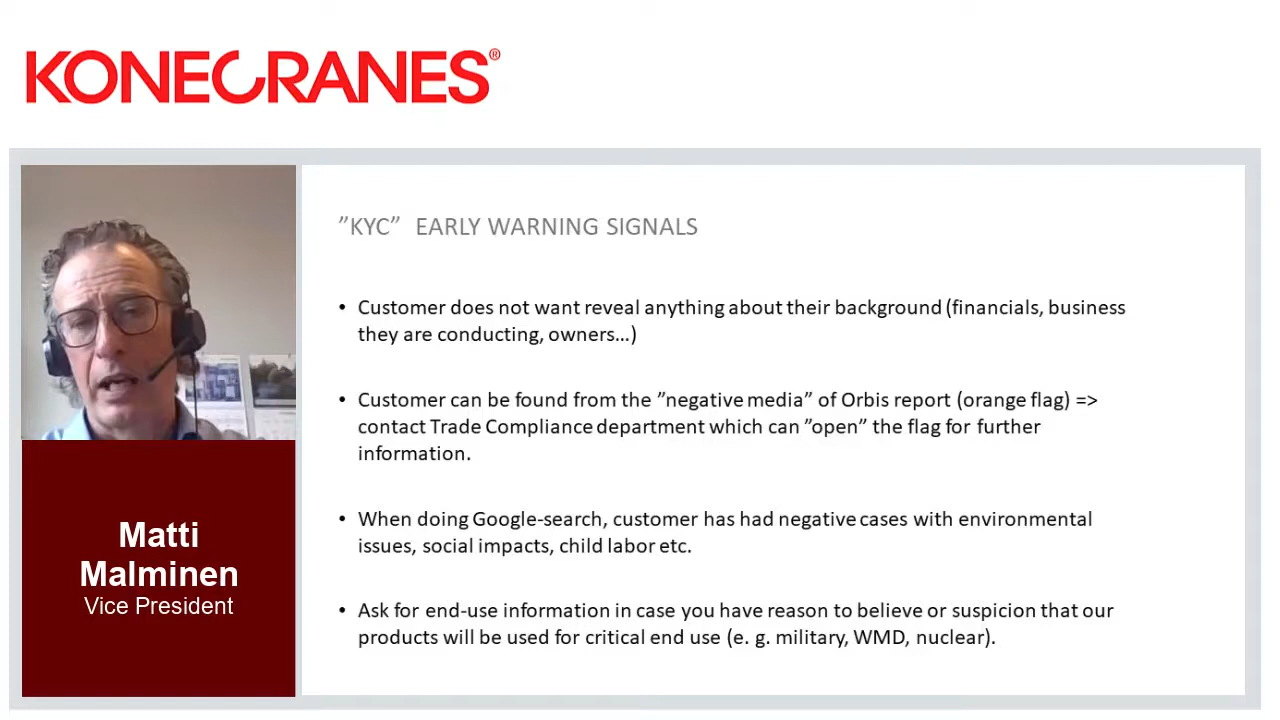 KONECRANES®
"KYC" EARLY WARNING SIGNALS
• Customer does not want reveal anything about their background (financials, business
they are conducting, owners…)
• Customer can be found from the ”negative media” of Orbis report (orange flag) =>
contact Trade Compliance department which can ”open” the flag for further
information.
• When doing Google-search, customer has had negative cases with environmental
issues, social impacts, child labor etc.
• Ask for end-use information in case you have reason to believe or suspicion that our
products will be used for critical end use (e. g. military, WMD, nuclear).
Matti
Malminen
Vice President